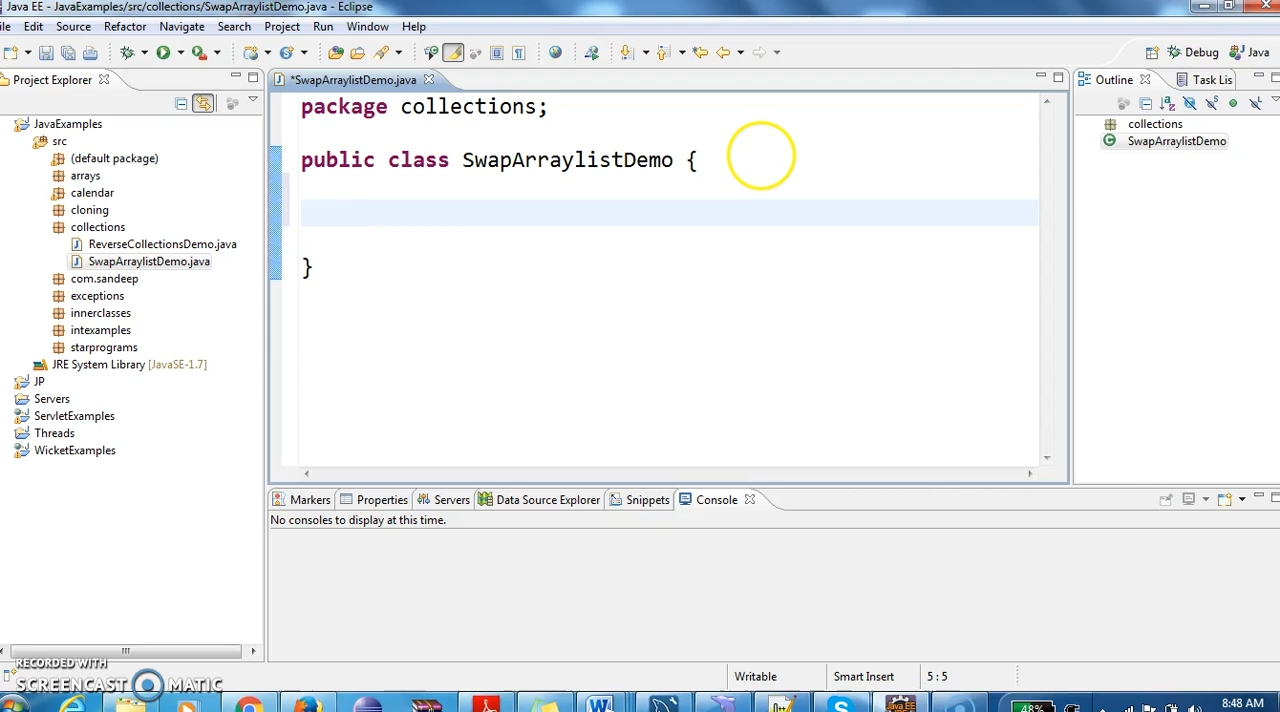 Java EE - JavaExamples/src/collections/SwapArraylistDemo.java - Eclipse
ile Edit Source Refactor Navigate Search Project Run Window Help
Debug Java
Project Explorer
*SwapArraylistDemo.java
Outline Task Lis
JavaExamples
src
(default package)
arrays
calendar
cloning
collections
ReverseCollectionsDemo.java
SwapArraylistDemo.java
com.sandeep
exceptions
innerclasses
intexamples
starprograms
JRE System Library [JavaSE-1.7]
JP
Servers
ServletExamples
Threads
WicketExamples
package collections;
public class SwapArraylistDemo {
}
collections
SwapArraylistDemo
Markers Properties Servers Data Source Explorer Snippets Console
No consoles to display at this time.
Writable Smart Insert 5 : 5
RECORDED WITH
SCREENCAST MATIC
48% 8:48 AM